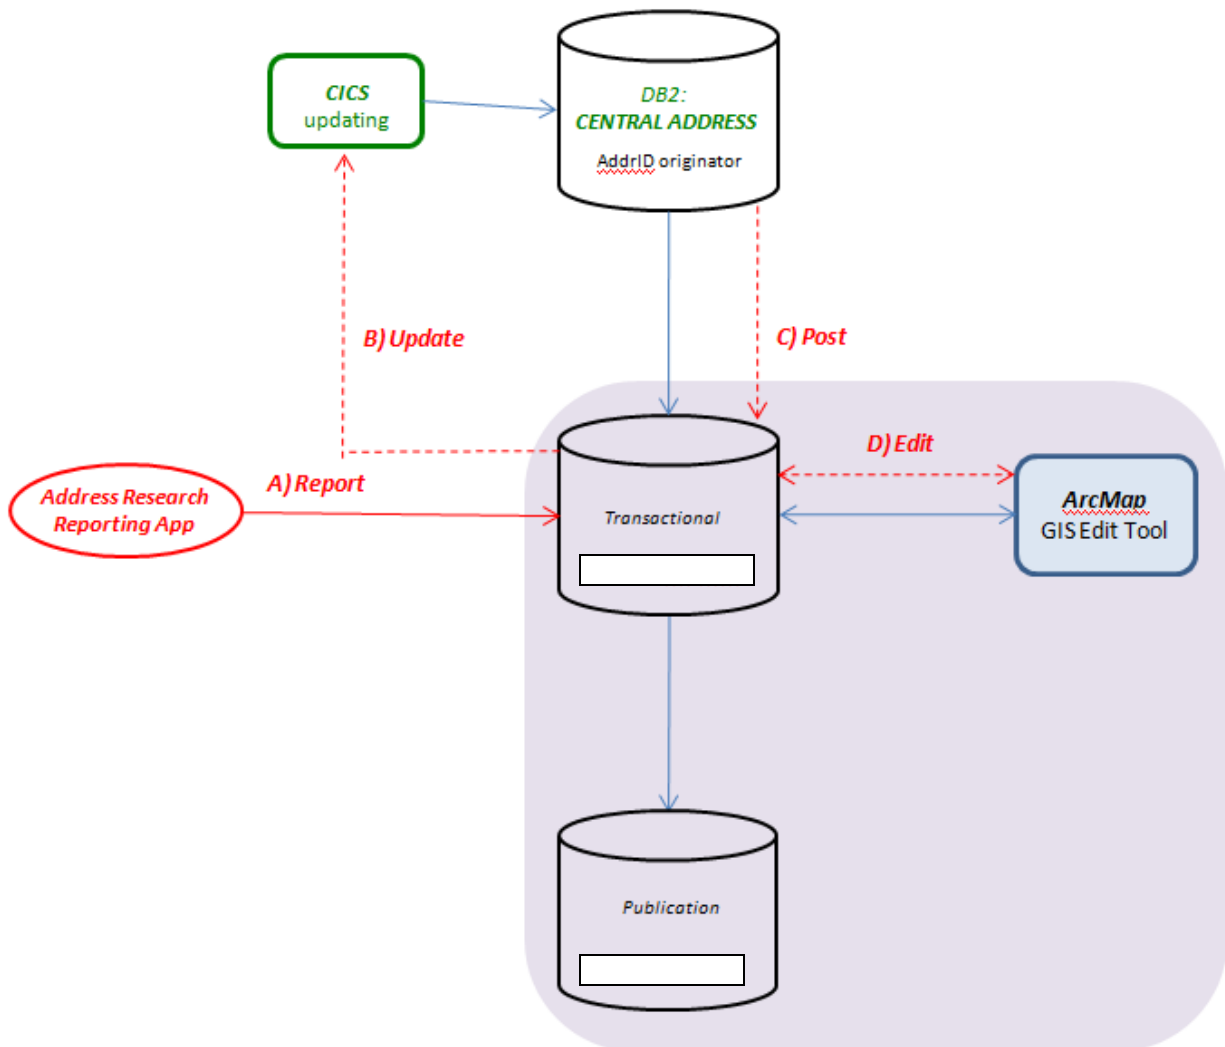 CICS
updating
DB2:
CENTRAL ADDRESS
AddrID originator
B) Update
C) Post
D) Edit
A) Report
Address Research
Reporting App
Transactional
ArcMap
GIS Edit Tool
Publication